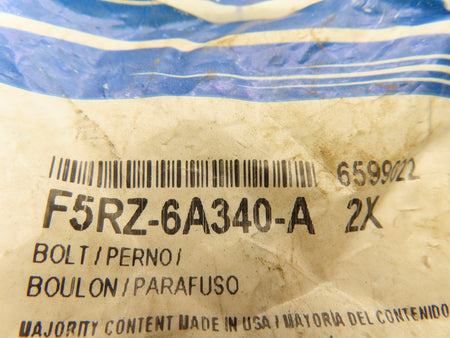 6599022
F5RZ-6A340-A 2X
BOLT/PERNO/
BOULON/PARAFUSO
MAJORITY CONTENT MADE IN USA / MAYORIA DEL CONTENIDO